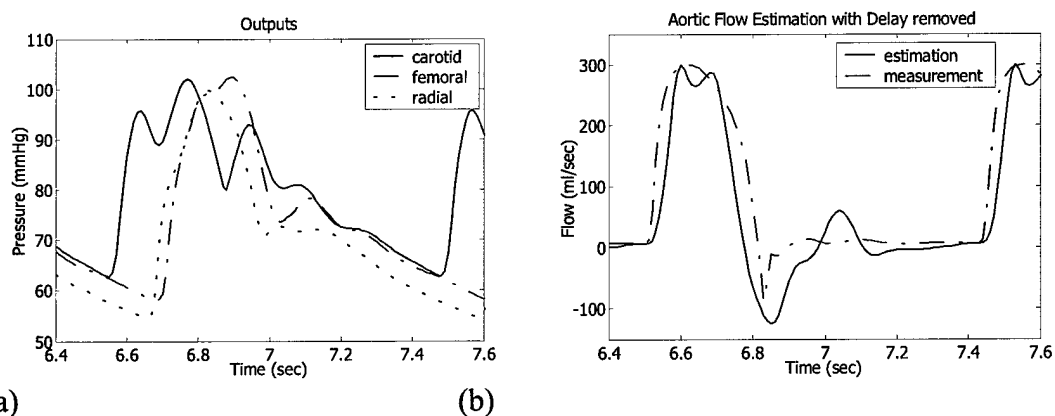 Outputs
110
100
90
80
70
60
50
Pressure (mmHg)
carotid
femoral
radial
6.4 6.6 6.8 7 7.2 7.4 7.6
Time (sec)
a)
Aortic Flow Estimation with Delay removed
300
200
100
0
-100
Flow (ml/sec)
estimation
measurement
6.4 6.6 6.8 7 7.2 7.4 7.6
Time (sec)
(b)